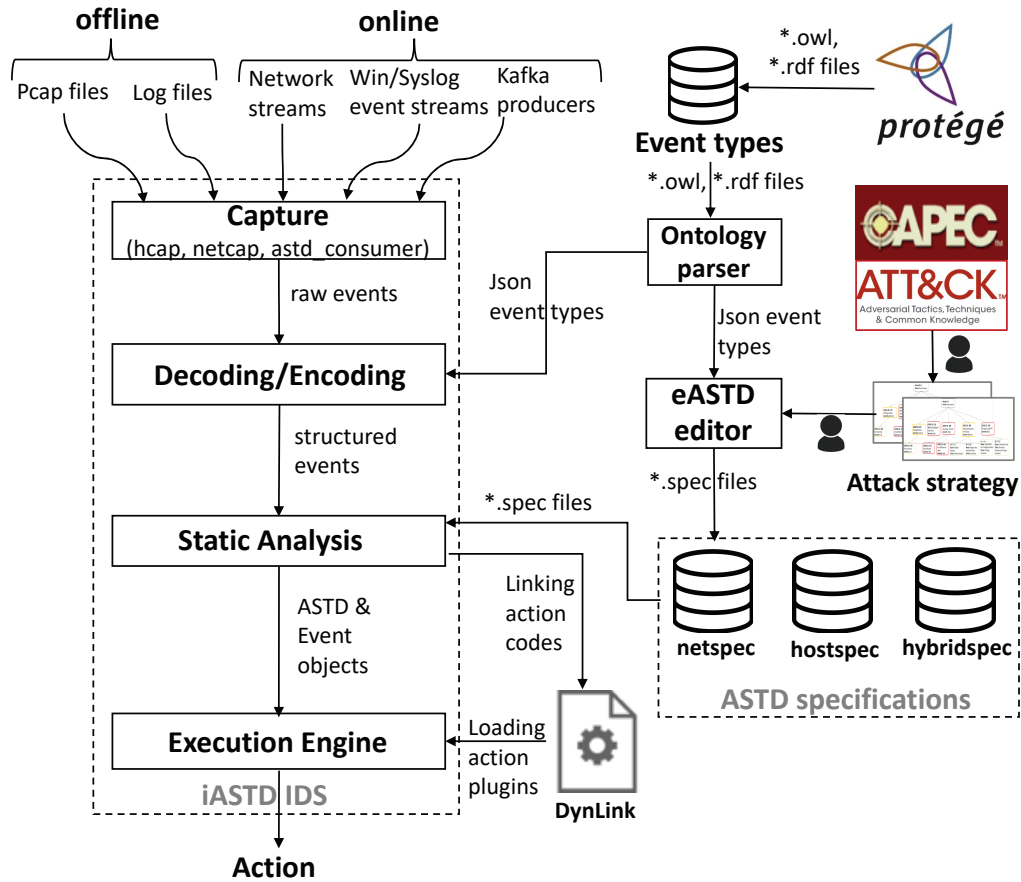 offline
online
Pcap files
Log files
Network
streams
Win/Syslog
event streams
Kafka
producers
*.owl,
*.rdf files
protégé
Event types
*.owl, *.rdf files
Capture
(hcap, netcap, astd_consumer)
raw events
Json
event types
Ontology
parser
CAPEC TM
ATT&CK TM
Adversarial Tactics, Techniques
& Common Knowledge
Json event
types
Decoding/Encoding
eASTD
editor
structured
events
*.spec files
Attack strategy
*.spec files
Static Analysis
ASTD &
Event
objects
Linking
action
codes
netspec
hostspec
hybridspec
ASTD specifications
Execution Engine
Loading
action
plugins
DynLink
iASTD IDS
Action